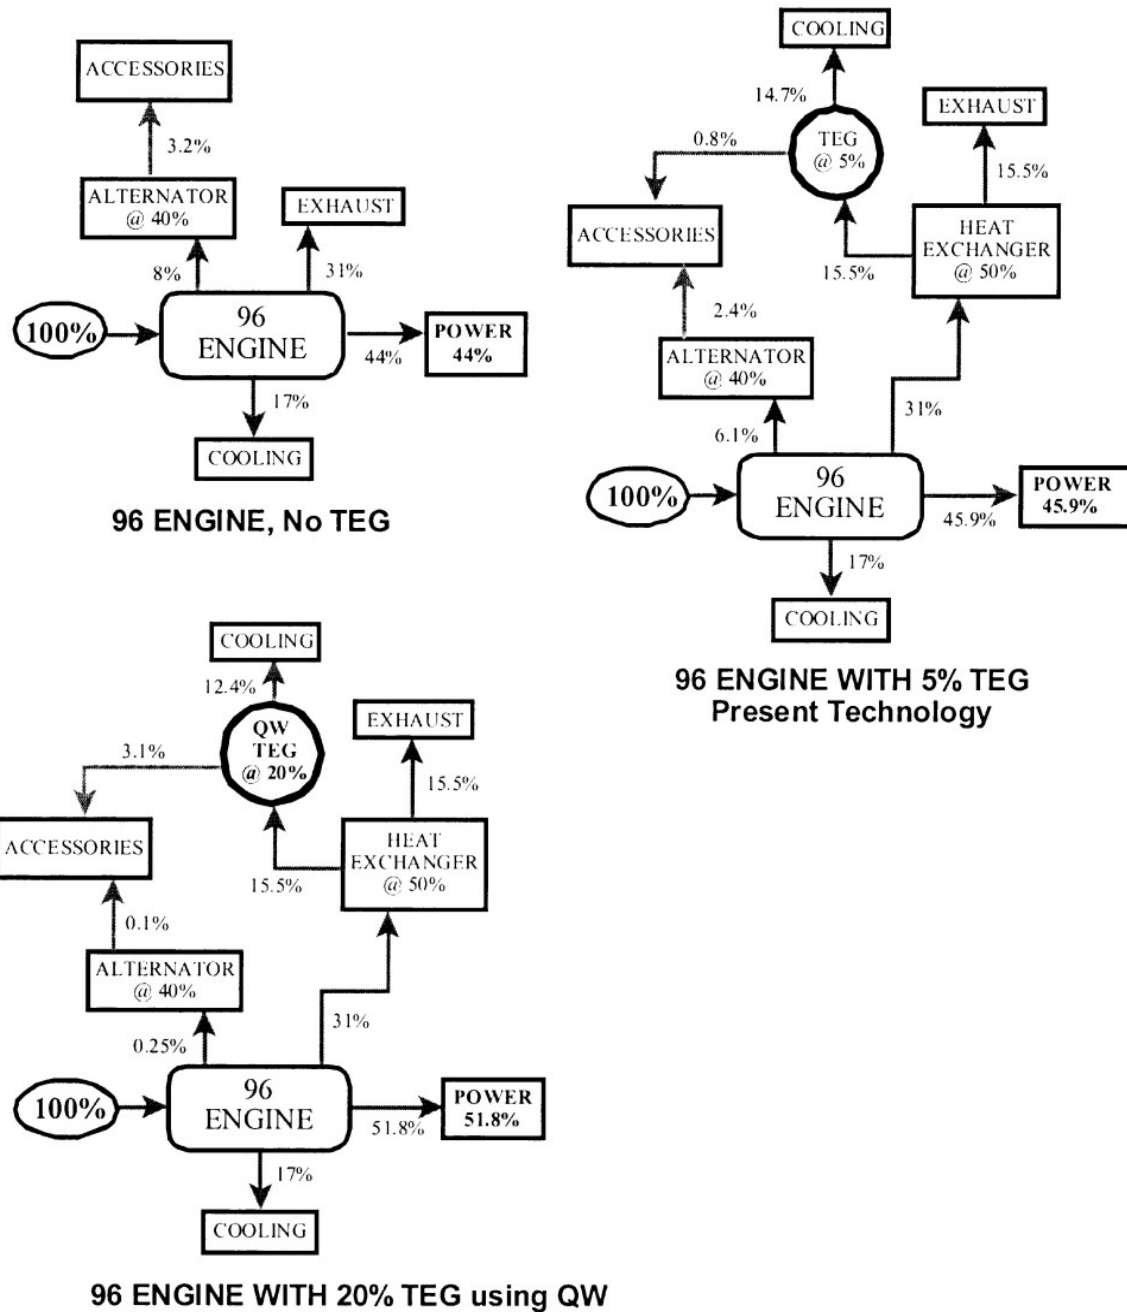 ACCESSORIES
3.2%
ALTERNATOR
@ 40%
EXHAUST
8%
31%
100%
96
ENGINE
44%
POWER
44%
17%
COOLING
96 ENGINE, No TEG
COOLING
14.7%
TEG
@ 5%
0.8%
EXHAUST
15.5%
ACCESSORIES
HEAT
EXCHANGER
@ 50%
15.5%
2.4%
ALTERNATOR
@ 40%
31%
6.1%
100%
96
ENGINE
45.9%
POWER
45.9%
17%
COOLING
96 ENGINE WITH 5% TEG
Present Technology
COOLING
12.4%
QW
TEG
@ 20%
3.1%
EXHAUST
15.5%
ACCESSORIES
HEAT
EXCHANGER
@ 50%
15.5%
0.1%
ALTERNATOR
@ 40%
31%
0.25%
100%
96
ENGINE
51.8%
POWER
51.8%
17%
COOLING
96 ENGINE WITH 20% TEG using QW